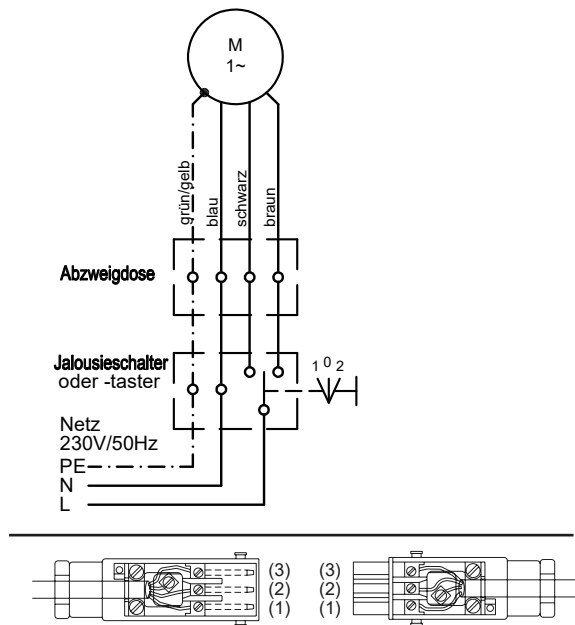 M
1~
grün/gelb
blau
schwarz
braun
Abzweigdose
Jalousieschalter
oder -taster
1 0 2
Netz
230V/50Hz
PE
N
L
(3)
(2)
(1)
(3)
(2)
(1)